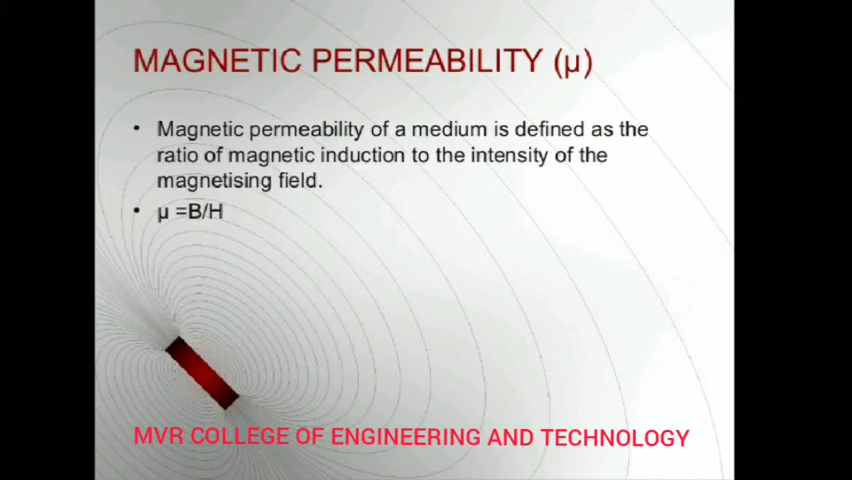 MAGNETIC PERMEABILITY (μ)
• Magnetic permeability of a medium is defined as the
ratio of magnetic induction to the intensity of the
magnetising field.
• μ =B/H
MVR COLLEGE OF ENGINEERING AND TECHNOLOGY